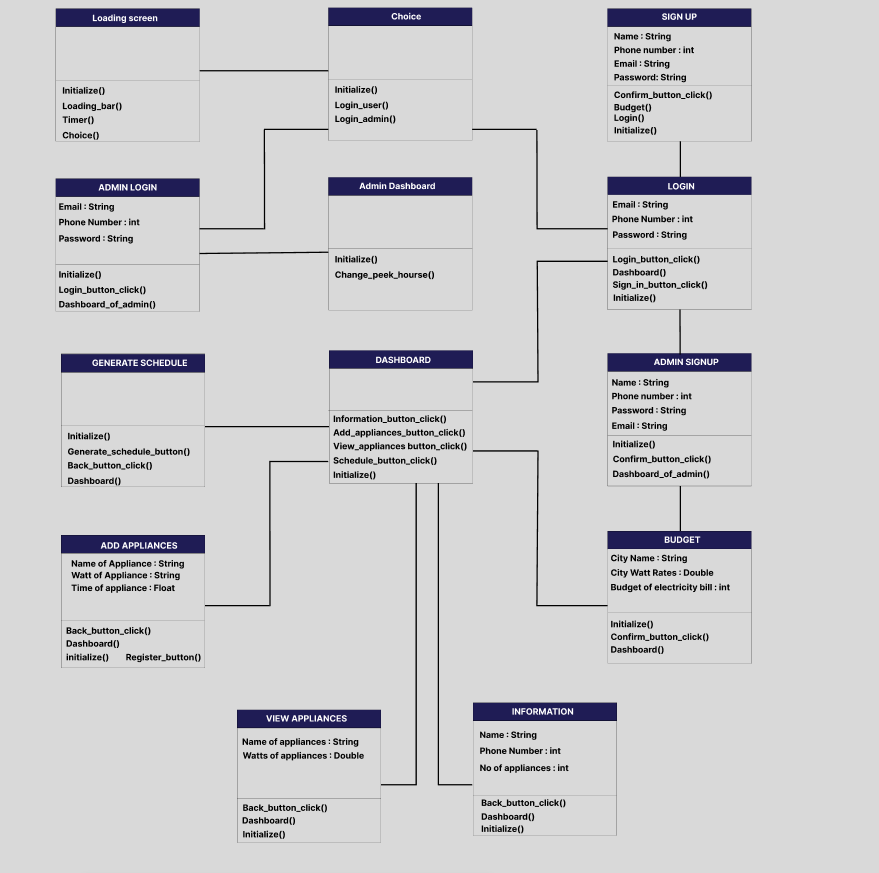 Loading screen
Initialize()
Loading_bar()
Timer()
Choice()
Choice
Initialize()
Login_user()
Login_admin()
SIGN UP
Name : String
Phone number : int
Email : String
Password: String
Confirm_button_click()
Budget()
Login()
Initialize()
ADMIN LOGIN
Email : String
Phone Number : int
Password : String
Initialize()
Login_button_click()
Dashboard_of_admin()
Admin Dashboard
Initialize()
Change_peek_hourse()
LOGIN
Email : String
Phone Number : int
Password : String
Login_button_click()
Dashboard()
Sign_in_button_click()
Initialize()
GENERATE SCHEDULE
Initialize()
Generate_schedule_button()
Back_button_click()
Dashboard()
DASHBOARD
Information_button_click()
Add_appliances_button_click()
View_appliances button_click()
Schedule_button_click()
Initialize()
ADMIN SIGNUP
Name : String
Phone number : int
Password : String
Email : String
Initialize()
Confirm_button_click()
Dashboard_of_admin()
ADD APPLIANCES
Name of Appliance : String
Watt of Appliance : String
Time of appliance : Float
Back_button_click()
Dashboard()
initialize() Register_button()
BUDGET
City Name : String
City Watt Rates : Double
Budget of electricity bill : int
Initialize()
Confirm_button_click()
Dashboard()
VIEW APPLIANCES
Name of appliances : String
Watts of appliances : Double
Back_button_click()
Dashboard()
Initialize()
INFORMATION
Name : String
Phone Number : int
No of appliances : int
Back_button_click()
Dashboard()
Initialize()